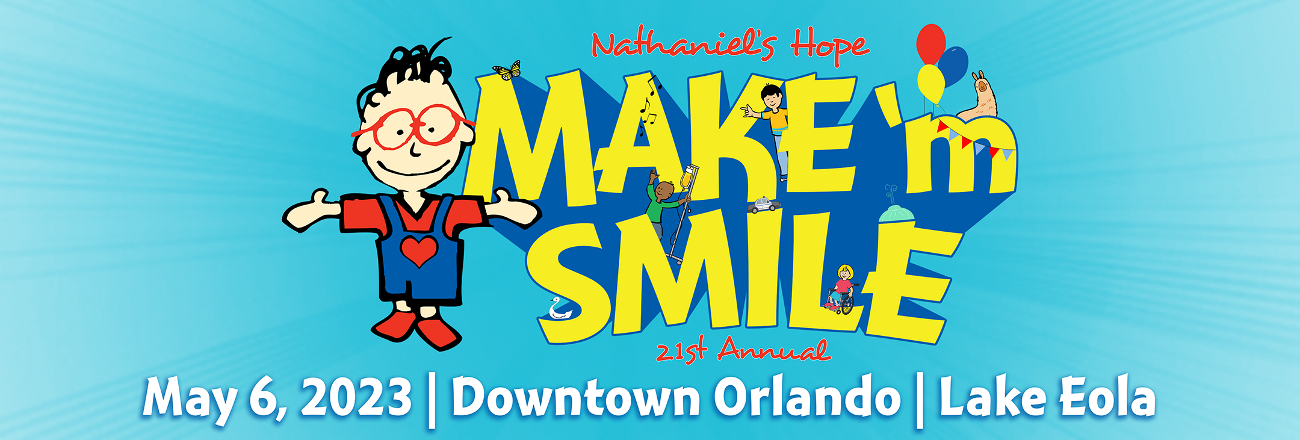 Nathaniel's Hope
MAKE 'm
SMILE
21st Annual
May 6, 2023 | Downtown Orlando | Lake Eola